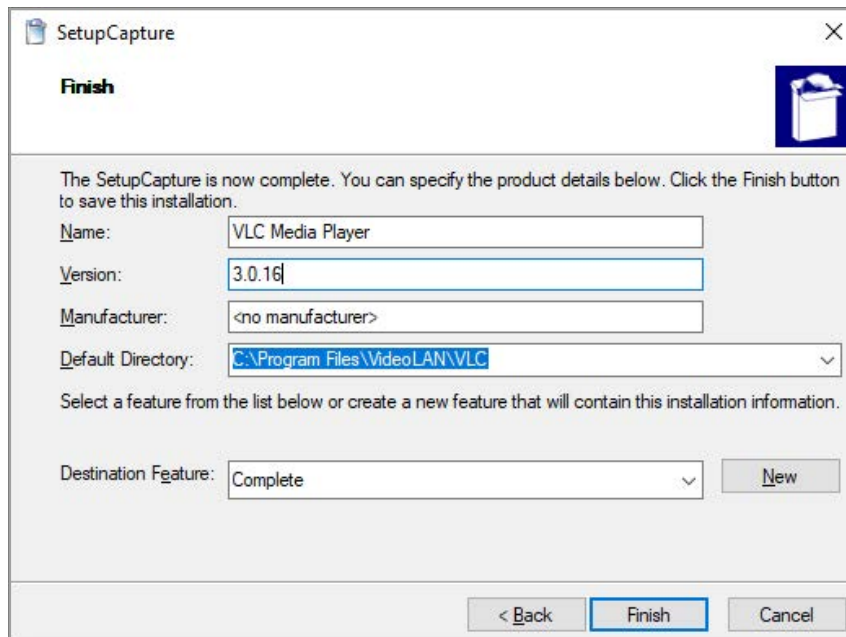 SetupCapture
Finish
The SetupCapture is now complete. You can specify the product details below. Click the Finish button
to save this installation.
Name: VLC Media Player
Version: 3.0.16
Manufacturer: <no manufacturer>
Default Directory: C:\Program Files\VideoLAN\VLC
Select a feature from the list below or create a new feature that will contain this installation information.
Destination Feature: Complete New
< Back Finish Cancel